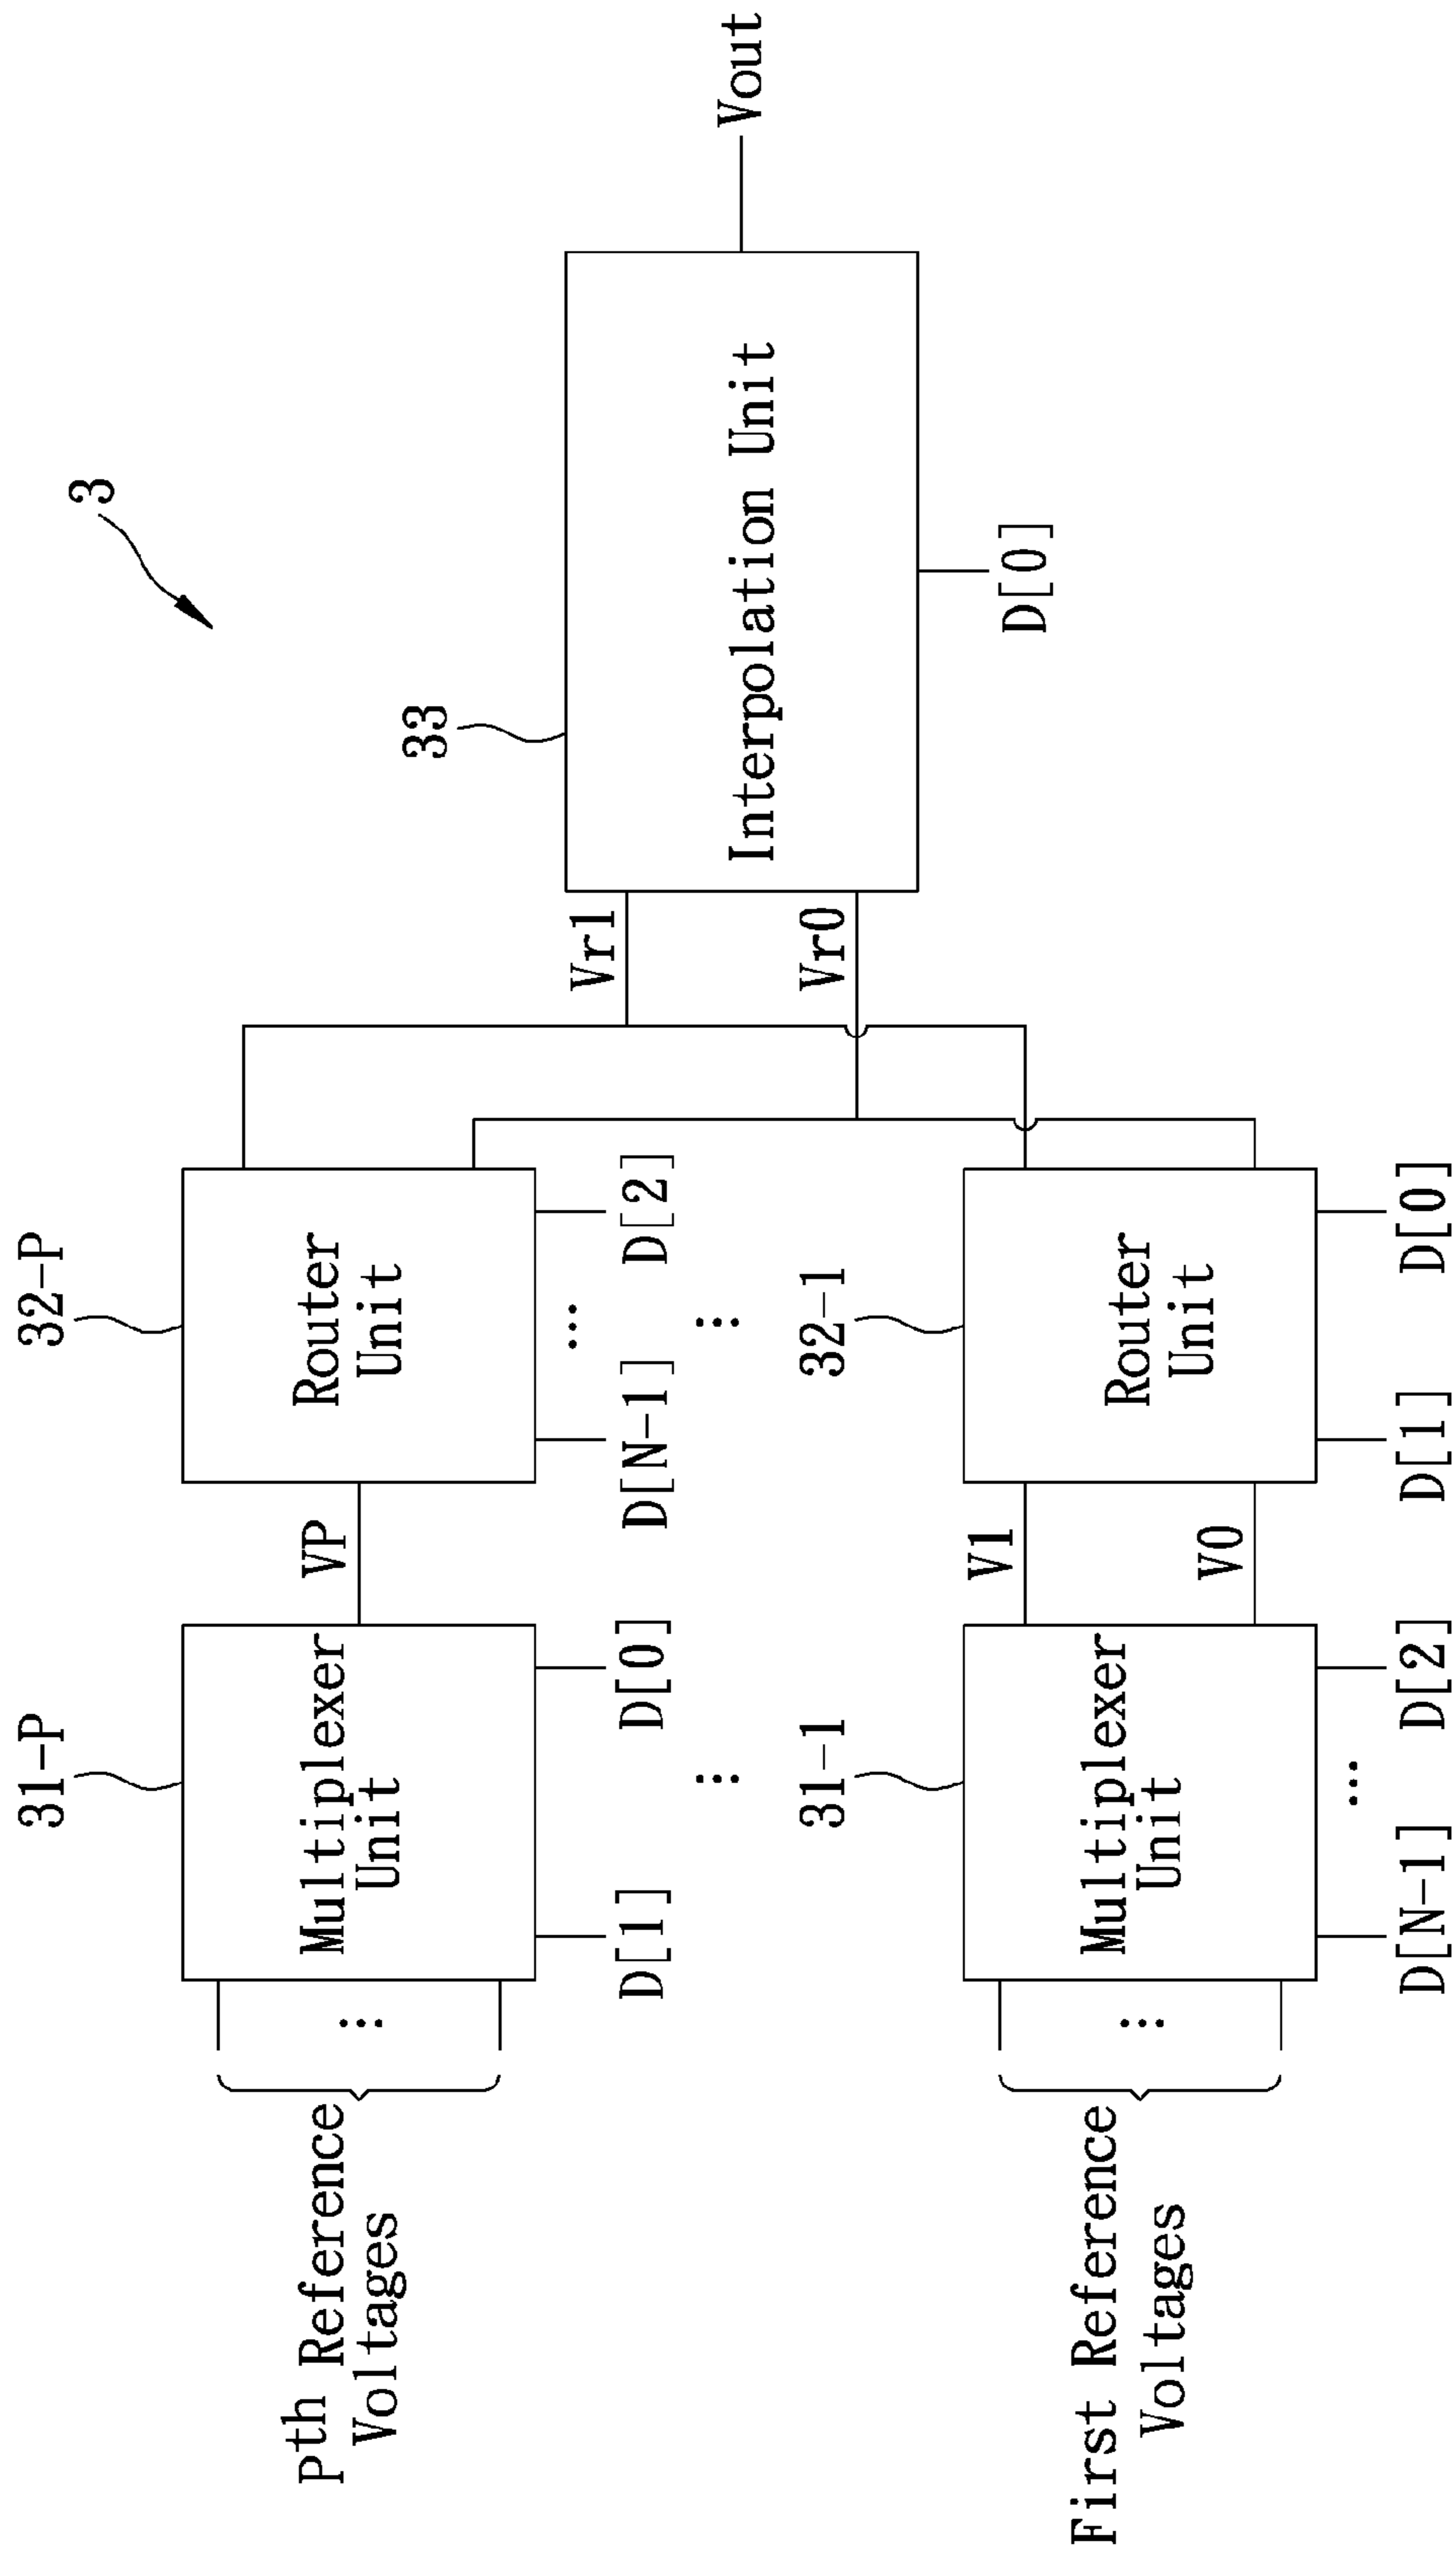 3
31-P
32-P
33
Pth Reference
Voltages
⋮
Multiplexer
Unit
VP
Router
Unit
D[1]
D[0]
D[N-1]
...
D[2]
⋮
⋮
Vr1
Vr0
Interpolation Unit
Vout
D[0]
31-1
32-1
First Reference
Voltages
⋮
Multiplexer
Unit
V1
V0
Router
Unit
D[N-1]
...
D[2]
D[1]
D[0]